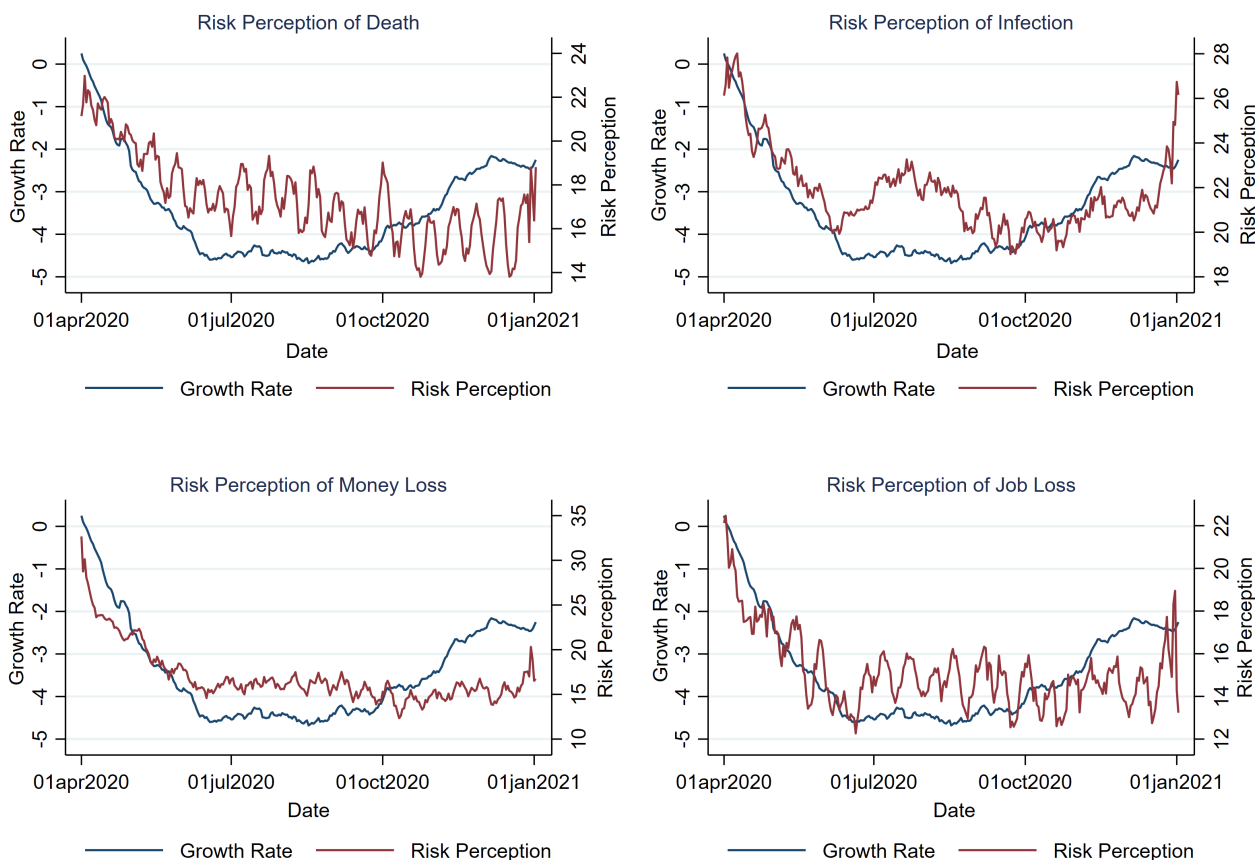 Risk Perception of Death
Growth Rate
0
-1
-2
-3
-4
-5
24
22
20
18
16
14
Risk Perception
01apr2020 01jul2020 01oct2020 01jan2021
Date
Growth Rate Risk Perception
Risk Perception of Infection
Growth Rate
0
-1
-2
-3
-4
-5
28
26
24
22
20
18
Risk Perception
01apr2020 01jul2020 01oct2020 01jan2021
Date
Growth Rate Risk Perception
Risk Perception of Money Loss
Growth Rate
0
-1
-2
-3
-4
-5
35
30
25
20
15
10
Risk Perception
01apr2020 01jul2020 01oct2020 01jan2021
Date
Growth Rate Risk Perception
Risk Perception of Job Loss
Growth Rate
0
-1
-2
-3
-4
-5
22
20
18
16
14
12
Risk Perception
01apr2020 01jul2020 01oct2020 01jan2021
Date
Growth Rate Risk Perception